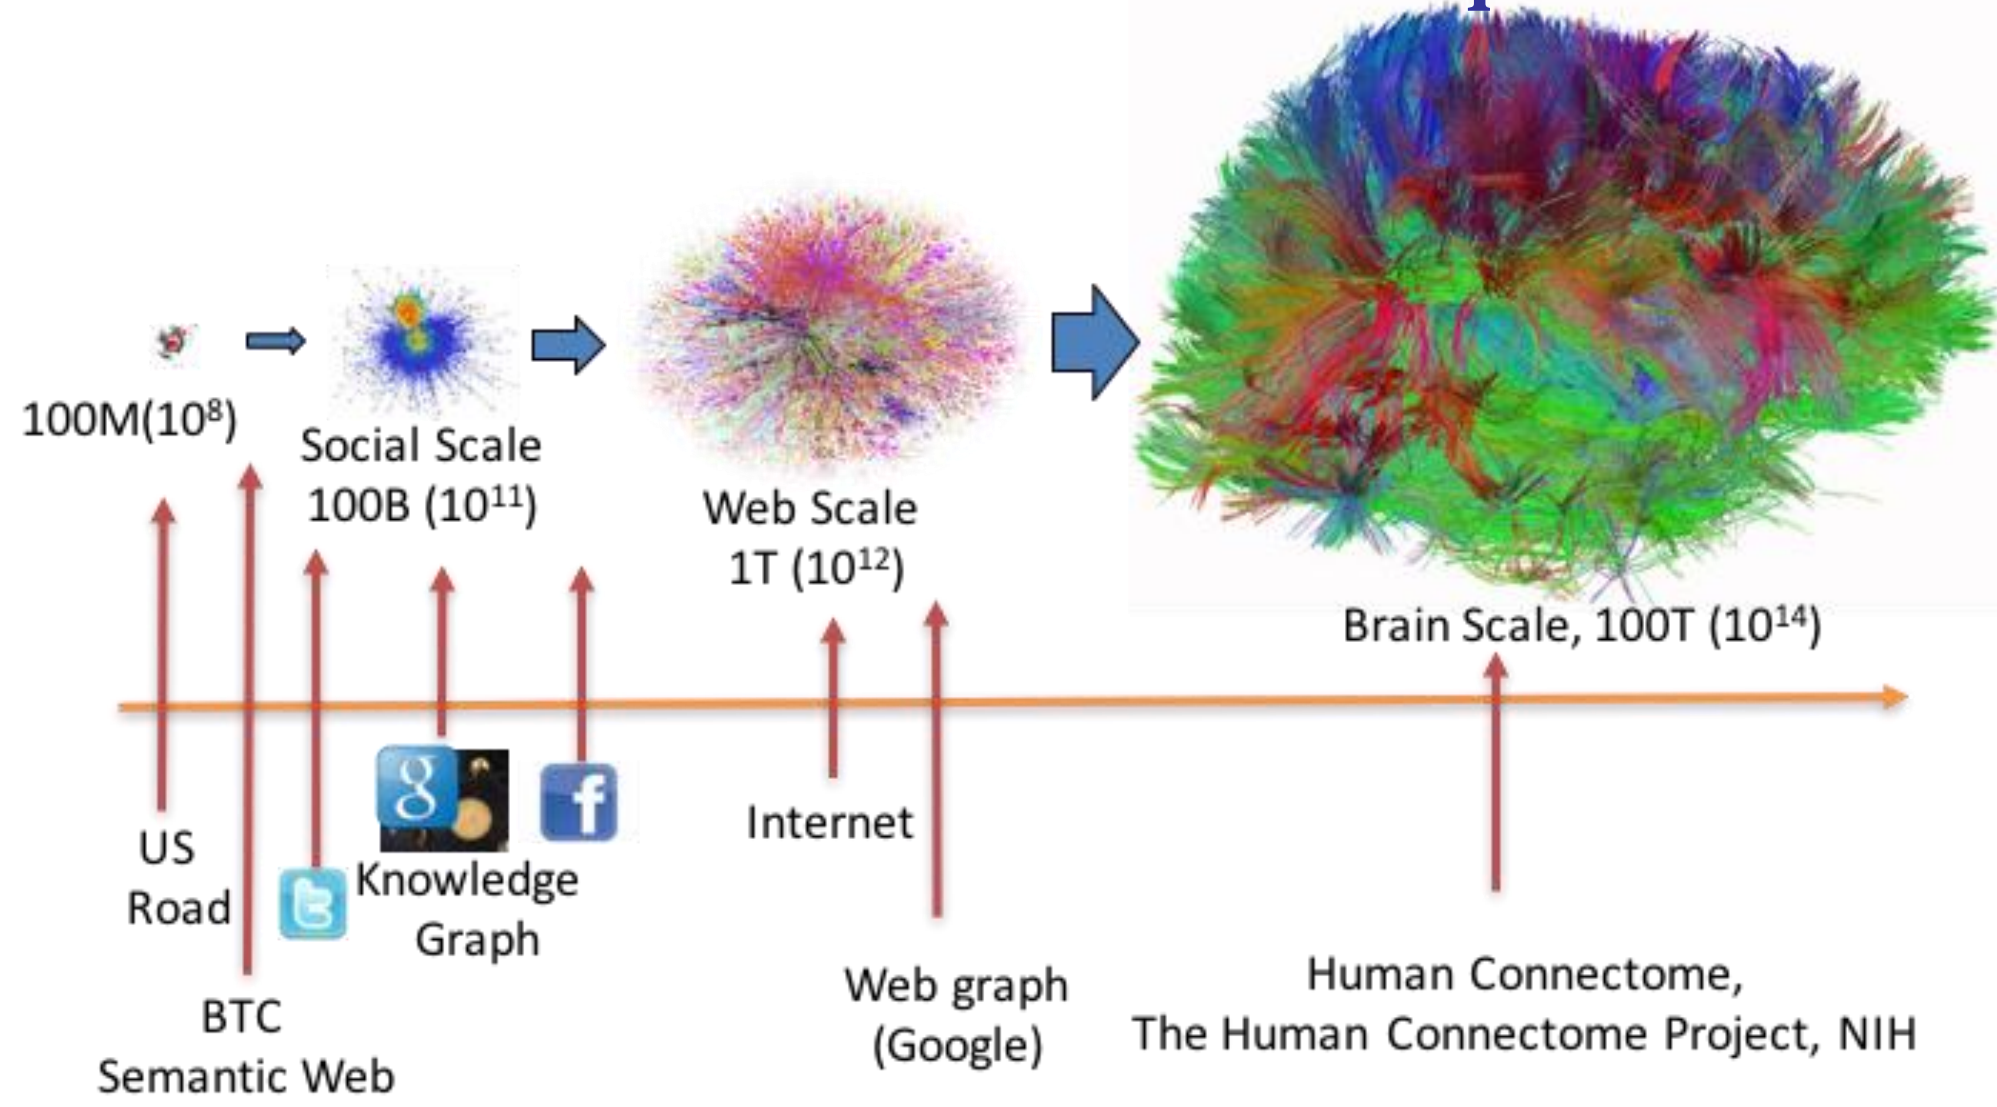 100M(10⁸)
Social Scale
100B (10¹¹)
Web Scale
1T (10¹²)
Brain Scale, 100T (10¹⁴)
US
Road
BTC
Semantic Web
t
g
Knowledge
Graph
f
Internet
Web graph
(Google)
Human Connectome,
The Human Connectome Project, NIH